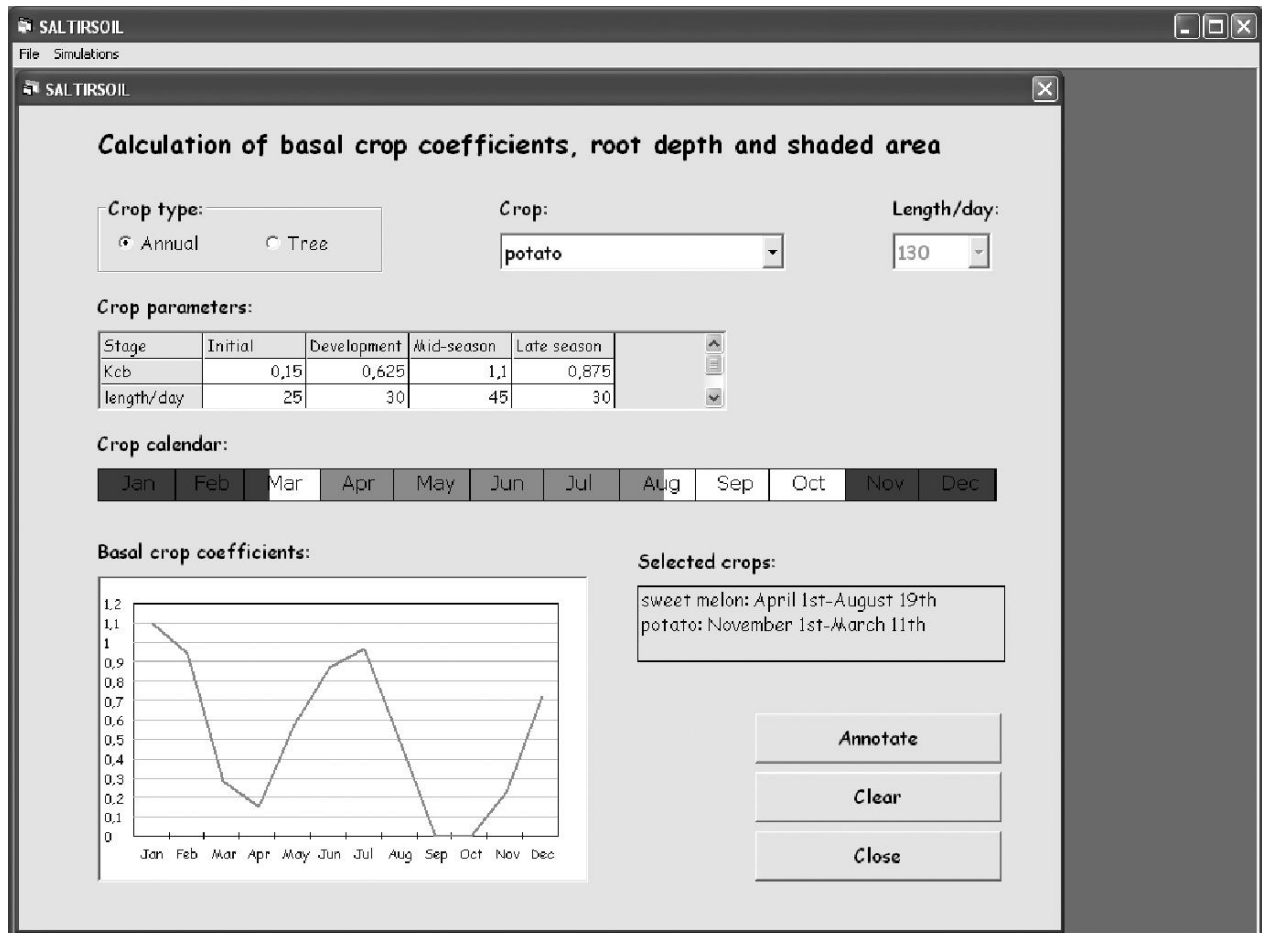 SALTIRSOIL
File Simulations
SALTIRSOIL
Calculation of basal crop coefficients, root depth and shaded area
Crop type:
Annual Tree
Crop:
potato
Length/day:
130
Crop parameters:
Stage Initial Development Mid-season Late season
Kcb 0,15 0,625 1,1 0,875
length/day 25 30 45 30
Crop calendar:
Jan Feb Mar Apr May Jun Jul Aug Sep Oct Nov Dec
Basal crop coefficients:
1,2
1,1
1
0,9
0,8
0,7
0,6
0,5
0,4
0,3
0,2
0,1
0
Jan Feb Mar Apr May Jun Jul Aug Sep Oct Nov Dec
Selected crops:
sweet melon: April 1st-August 19th
potato: November 1st-March 11th
Annotate
Clear
Close